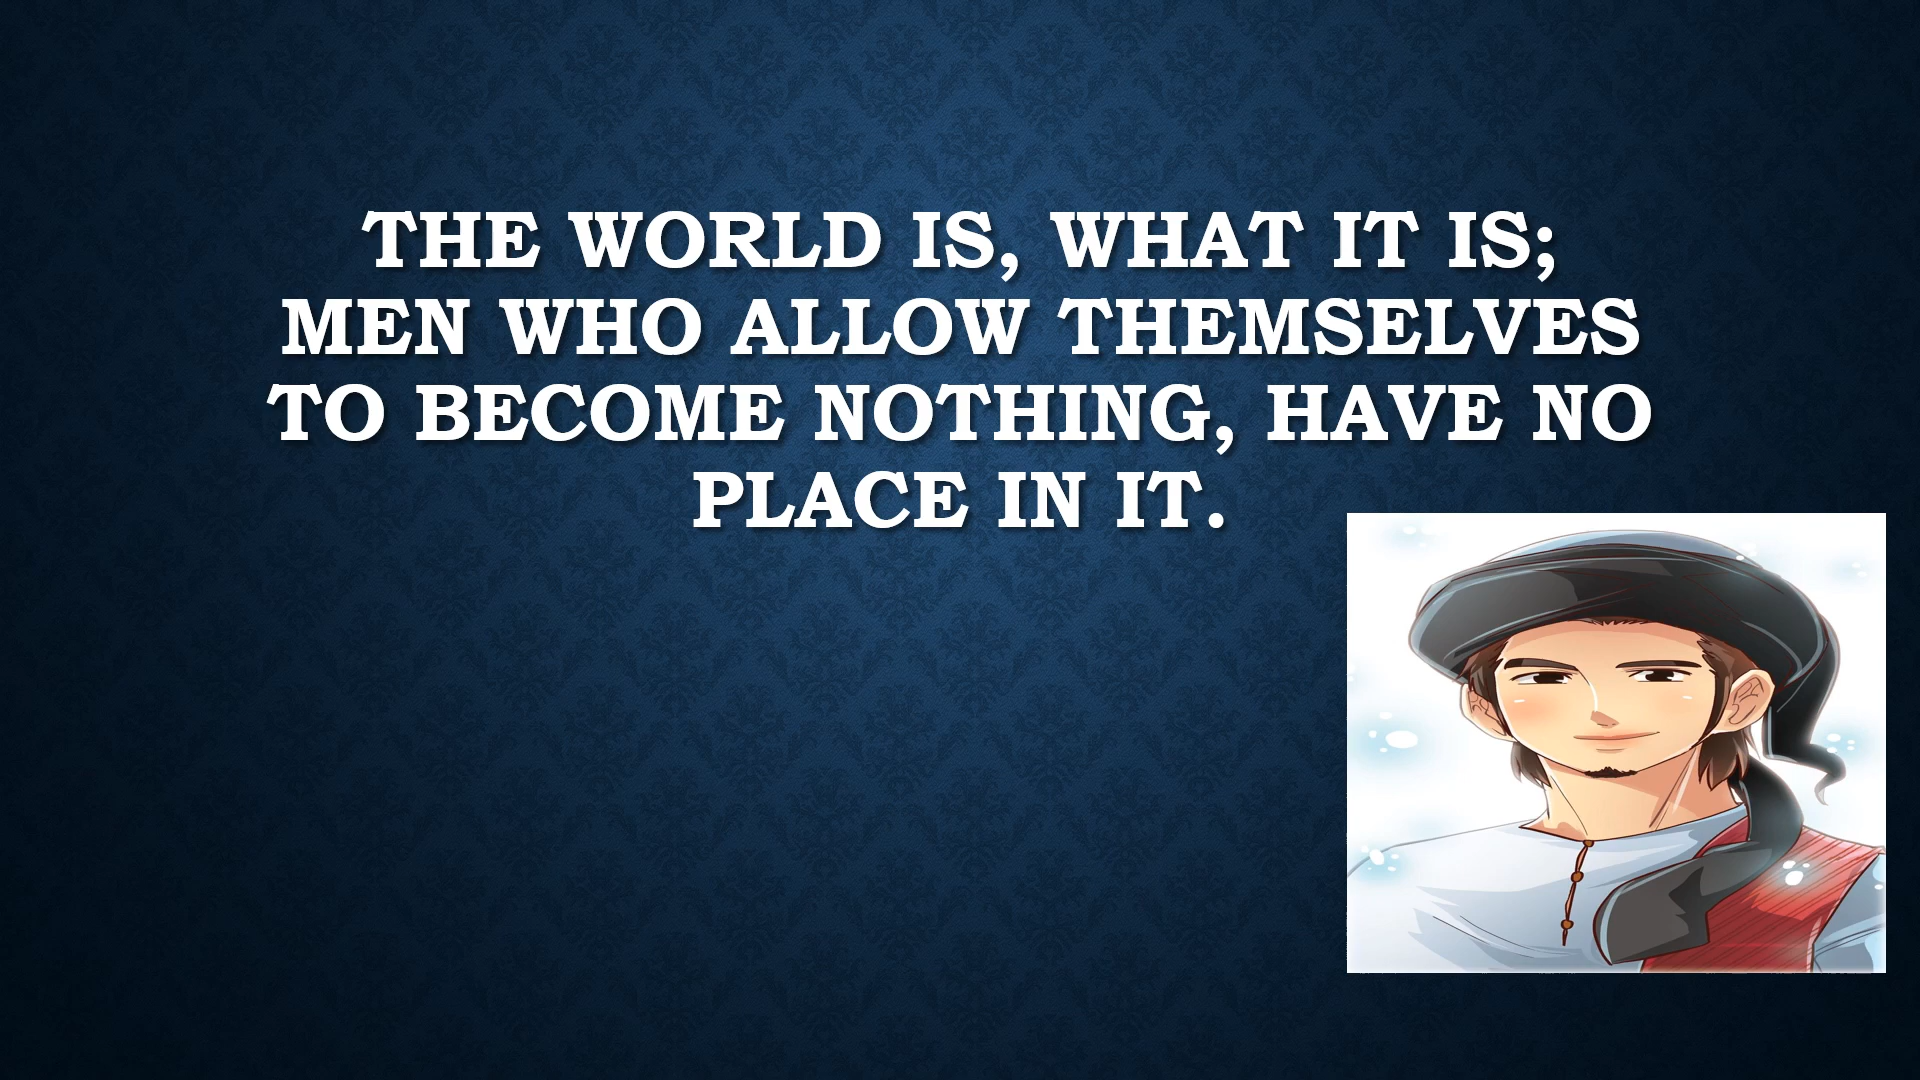 THE WORLD IS, WHAT IT IS;
MEN WHO ALLOW THEMSELVES
TO BECOME NOTHING, HAVE NO
PLACE IN IT.